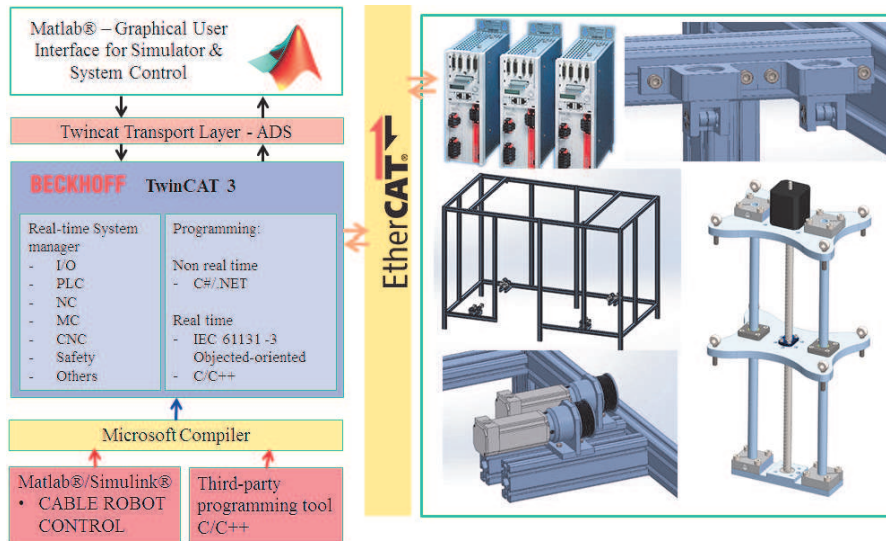 Matlab® – Graphical User
Interface for Simulator &
System Control
Twincat Transport Layer - ADS
BECKHOFF TwinCAT 3
Real-time System
manager
- I/O
- PLC
- NC
- MC
- CNC
- Safety
- Others
Programming:
Non real time
- C#/.NET
Real time
- IEC 61131 -3
Objected-oriented
- C/C++
Microsoft Compiler
Matlab®/Simulink®
• CABLE ROBOT
CONTROL
Third-party
programming tool
C/C++
EtherCAT®